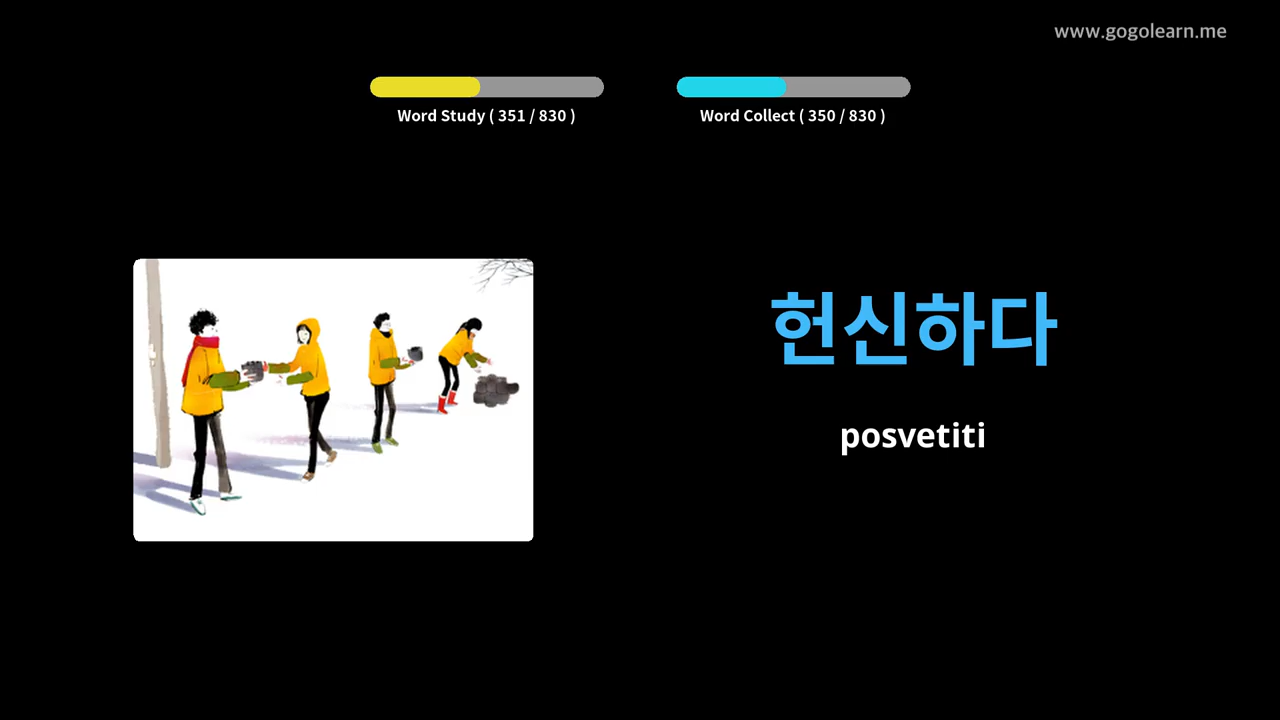 www.gogolearn.me
Word Study ( 351 / 830 )
Word Collect ( 350 / 830 )
헌신하다
posvetiti